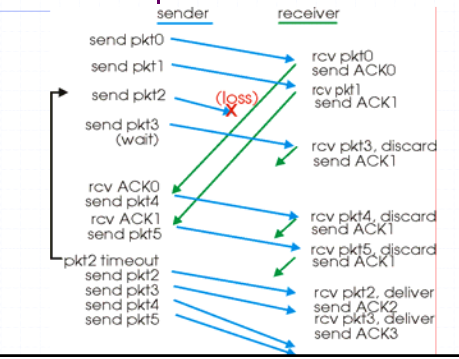 sender
receiver
send pkt0
send pkt1
send pkt2
send pkt3
(wait)
(loss)
X
rcv pkt0
send ACK0
rcv pkt1
send ACK1
rcv pkt3, discard
send ACK1
rcv ACK0
send pkt4
rcv ACK1
send pkt5
rcv pkt4, discard
send ACK1
rcv pkt5, discard
send ACK1
pkt2 timeout
send pkt2
send pkt3
send pkt4
send pkt5
rcv pkt2, deliver
send ACK2
rcv pkt3, deliver
send ACK3